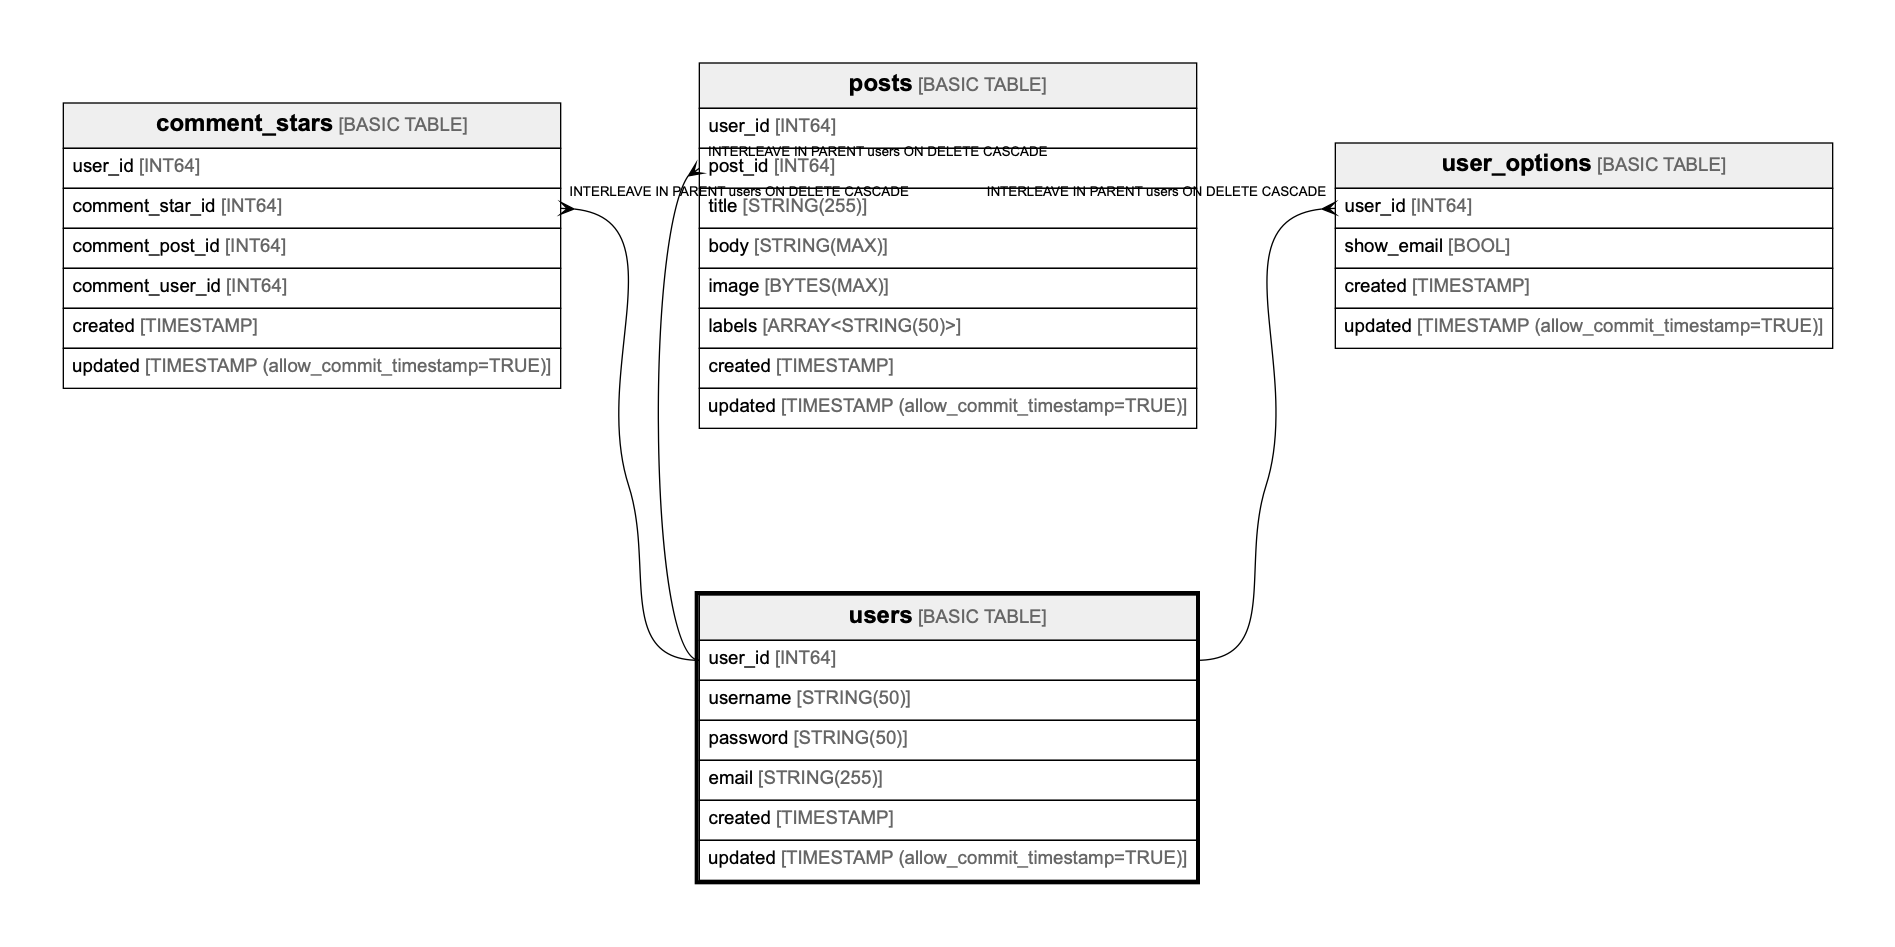 comment_stars [BASIC TABLE]
user_id [INT64]
comment_star_id [INT64]
comment_post_id [INT64]
comment_user_id [INT64]
created [TIMESTAMP]
updated [TIMESTAMP (allow_commit_timestamp=TRUE)]
INTERLEAVE IN PARENT users ON DELETE CASCADE
posts [BASIC TABLE]
user_id [INT64]
INTERLEAVE IN PARENT users ON DELETE CASCADE
post_id [INT64]
title [STRING(255)]
body [STRING(MAX)]
image [BYTES(MAX)]
labels [ARRAY<STRING(50)>]
created [TIMESTAMP]
updated [TIMESTAMP (allow_commit_timestamp=TRUE)]
INTERLEAVE IN PARENT users ON DELETE CASCADE
user_options [BASIC TABLE]
user_id [INT64]
show_email [BOOL]
created [TIMESTAMP]
updated [TIMESTAMP (allow_commit_timestamp=TRUE)]
users [BASIC TABLE]
user_id [INT64]
username [STRING(50)]
password [STRING(50)]
email [STRING(255)]
created [TIMESTAMP]
updated [TIMESTAMP (allow_commit_timestamp=TRUE)]